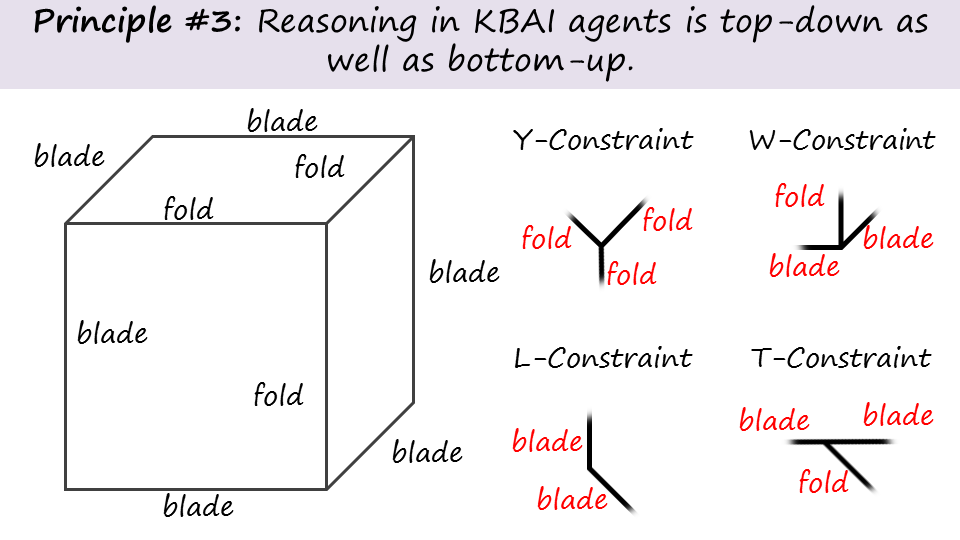 Principle #3: Reasoning in KBAI agents is top-down as
well as bottom-up.
blade
blade
fold
fold
blade
blade
fold
blade
blade
Y-Constraint
fold
fold
fold
W-Constraint
fold
blade
blade
L-Constraint
blade
blade
T-Constraint
blade
blade
fold